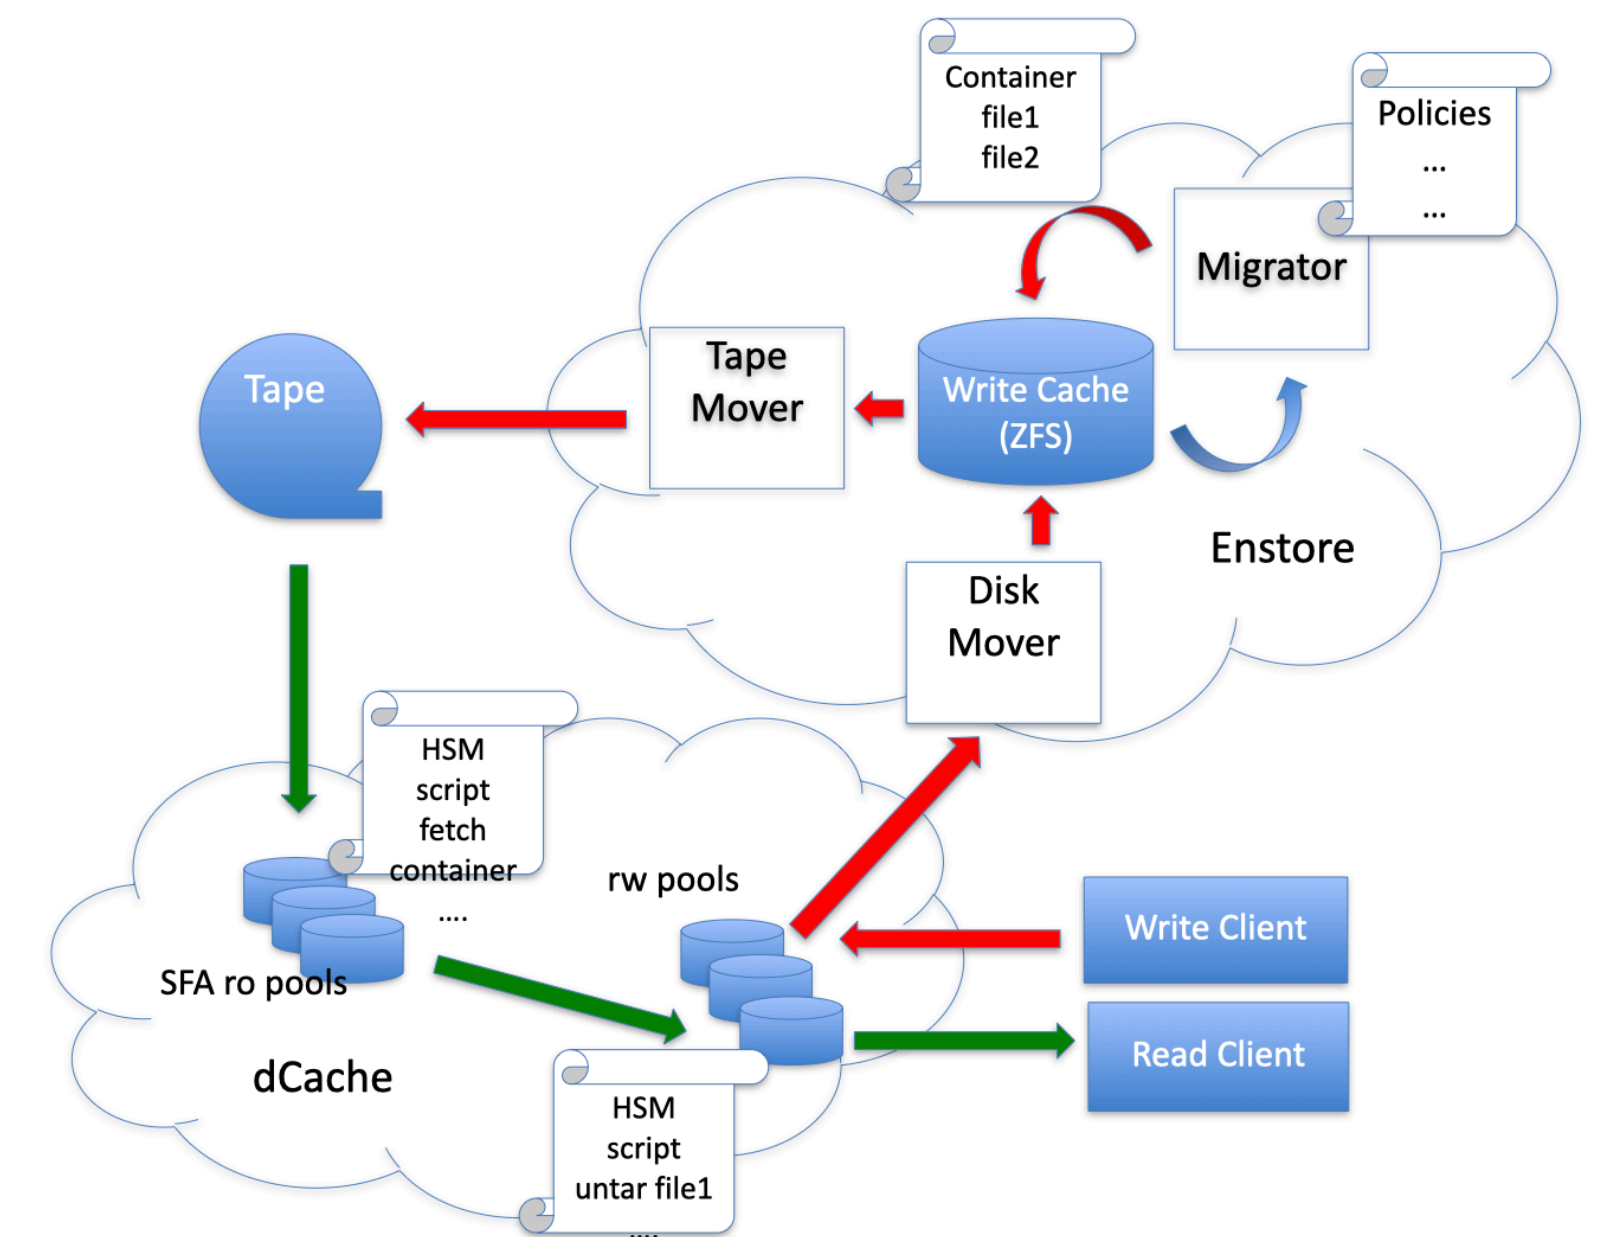 Container
file1
file2
Policies
...
...
Migrator
Tape
Mover
Write Cache
(ZFS)
Tape
Enstore
Disk
Mover
HSM
script
fetch
container
....
rw pools
SFA ro pools
Write Client
Read Client
dCache
HSM
script
untar file1
....